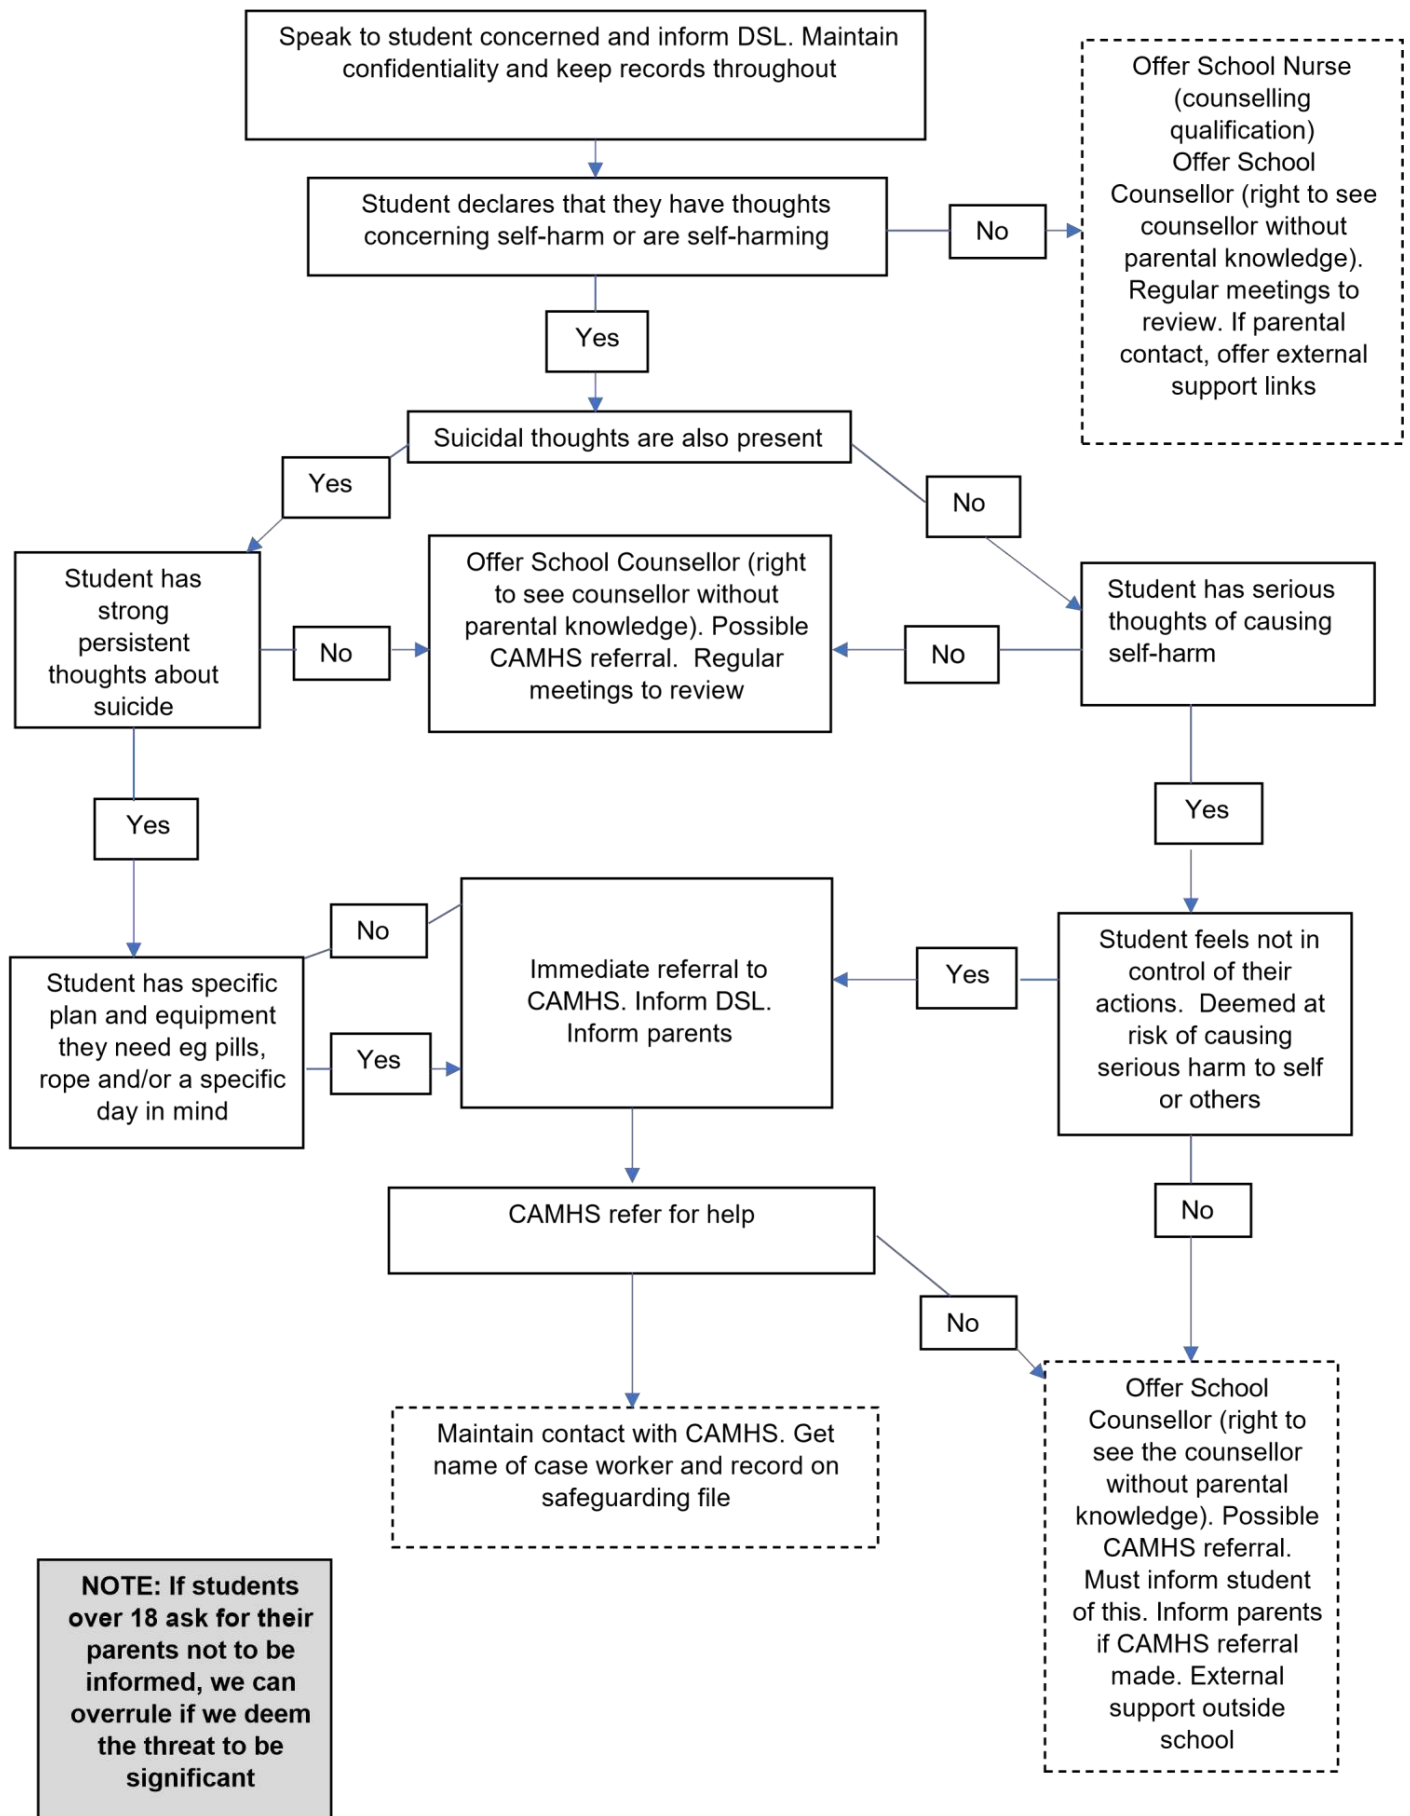 Speak to student concerned and inform DSL. Maintain
confidentiality and keep records throughout
Offer School Nurse
(counselling
qualification)
Offer School
Counsellor (right to see
counsellor without
parental knowledge).
Regular meetings to
review. If parental
contact, offer external
support links
Student declares that they have thoughts
concerning self-harm or are self-harming
No
Yes
Suicidal thoughts are also present
Yes
No
Student has
strong
persistent
thoughts about
suicide
No
Offer School Counsellor (right
to see counsellor without
parental knowledge). Possible
CAMHS referral.  Regular
meetings to review
No
Student has serious
thoughts of causing
self-harm
Yes
Yes
Student has specific
plan and equipment
they need eg pills,
rope and/or a specific
day in mind
No
Yes
Immediate referral to
CAMHS. Inform DSL.
Inform parents
Yes
Student feels not in
control of their
actions.  Deemed at
risk of causing
serious harm to self
or others
No
CAMHS refer for help
No
Maintain contact with CAMHS. Get
name of case worker and record on
safeguarding file
Offer School
Counsellor (right to
see the counsellor
without parental
knowledge). Possible
CAMHS referral.
Must inform student
of this. Inform parents
if CAMHS referral
made. External
support outside
school
NOTE: If students
over 18 ask for their
parents not to be
informed, we can
overrule if we deem
the threat to be
significant